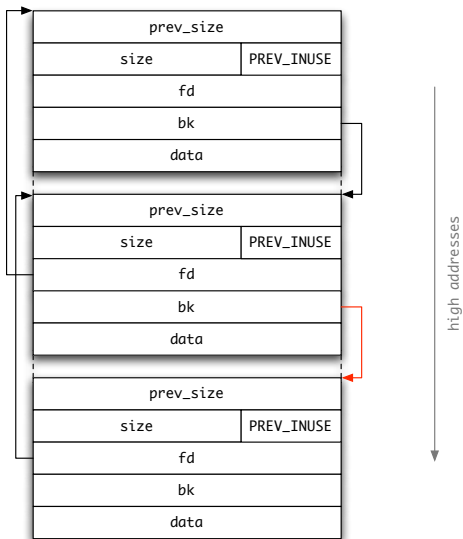 prev_size
size PREV_INUSE
fd
bk
data
prev_size
size PREV_INUSE
fd
bk
data
prev_size
size PREV_INUSE
fd
bk
data
high addresses